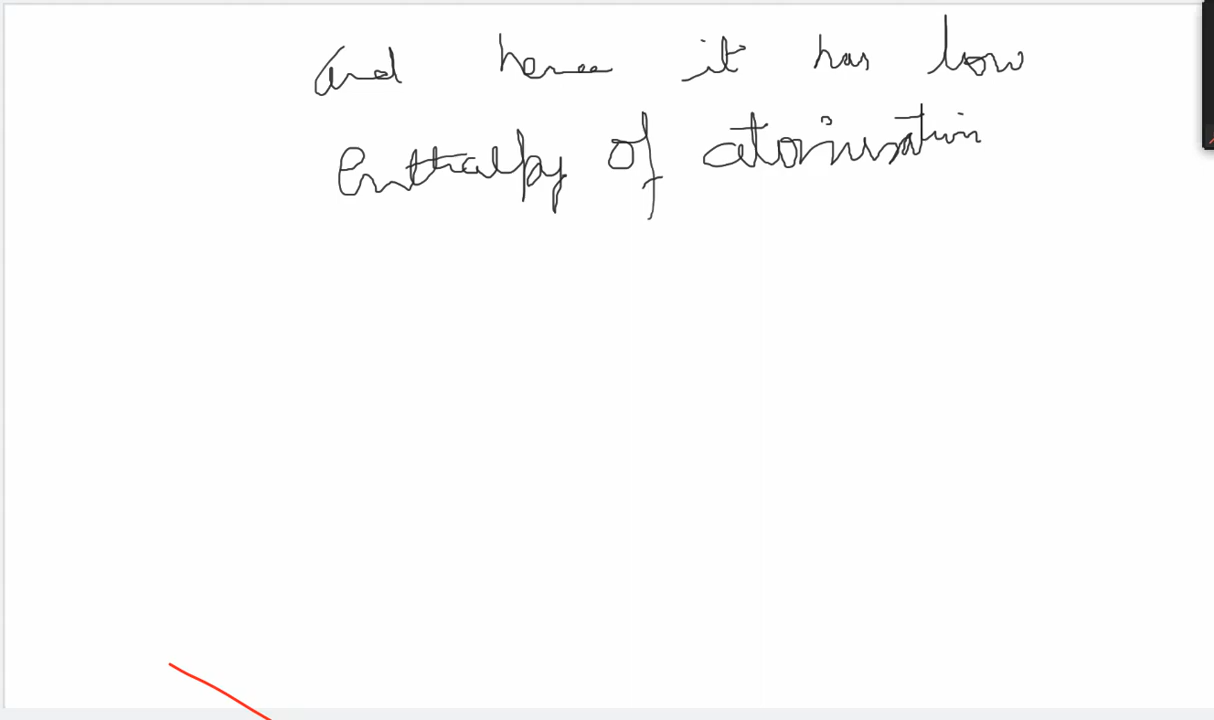 and hence it has low
enthalpy of atomisation